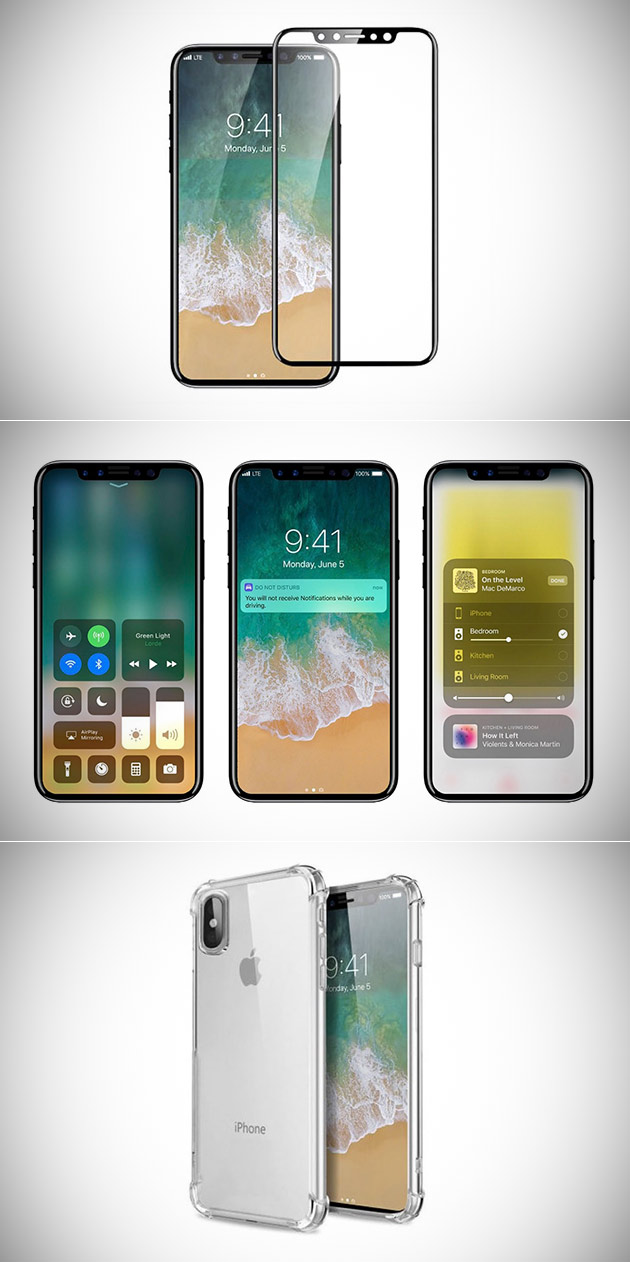 LTE
100%
9:41
Monday, June 5
LTE
100%
9:41
Monday, June 5
Green Light
Lorde
AirPlay
Mirroring
DO NOT DISTURB
now
You will not receive Notifications while you are
driving.
BEDROOM
On the Level
Mac DeMarco
DONE
iPhone
Bedroom
Kitchen
Living Room
KITCHEN + LIVING ROOM
How It Left
Violents & Monica Martin
100%
9:41
Monday, June 5
iPhone